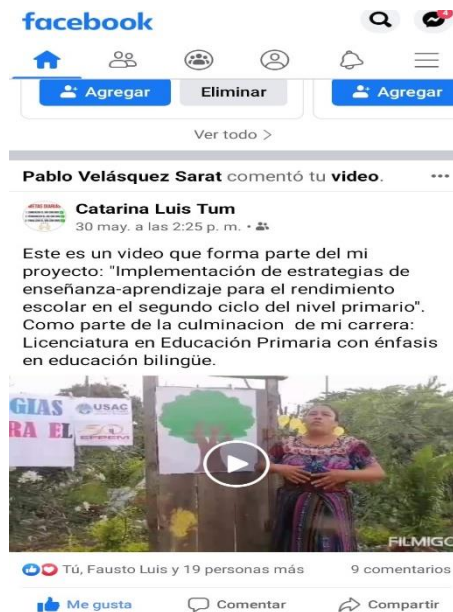 facebook
4
Agregar
Eliminar
Agregar
Ver todo >
Pablo Velásquez Sarat comentó tu video.
Catarina Luis Tum
30 may. a las 2:25 p. m.
Este es un video que forma parte del mi
proyecto: "Implementación de estrategias de
enseñanza-aprendizaje para el rendimiento
escolar en el segundo ciclo del nivel primario".
Como parte de la culminacion de mi carrera:
Licenciatura en Educación Primaria con énfasis
en educación bilingüe.
GIAS
USAC
RA EL
EFPEM
FILMIGO
Tú, Fausto Luis y 19 personas más
9 comentarios
Me gusta
Comentar
Compartir